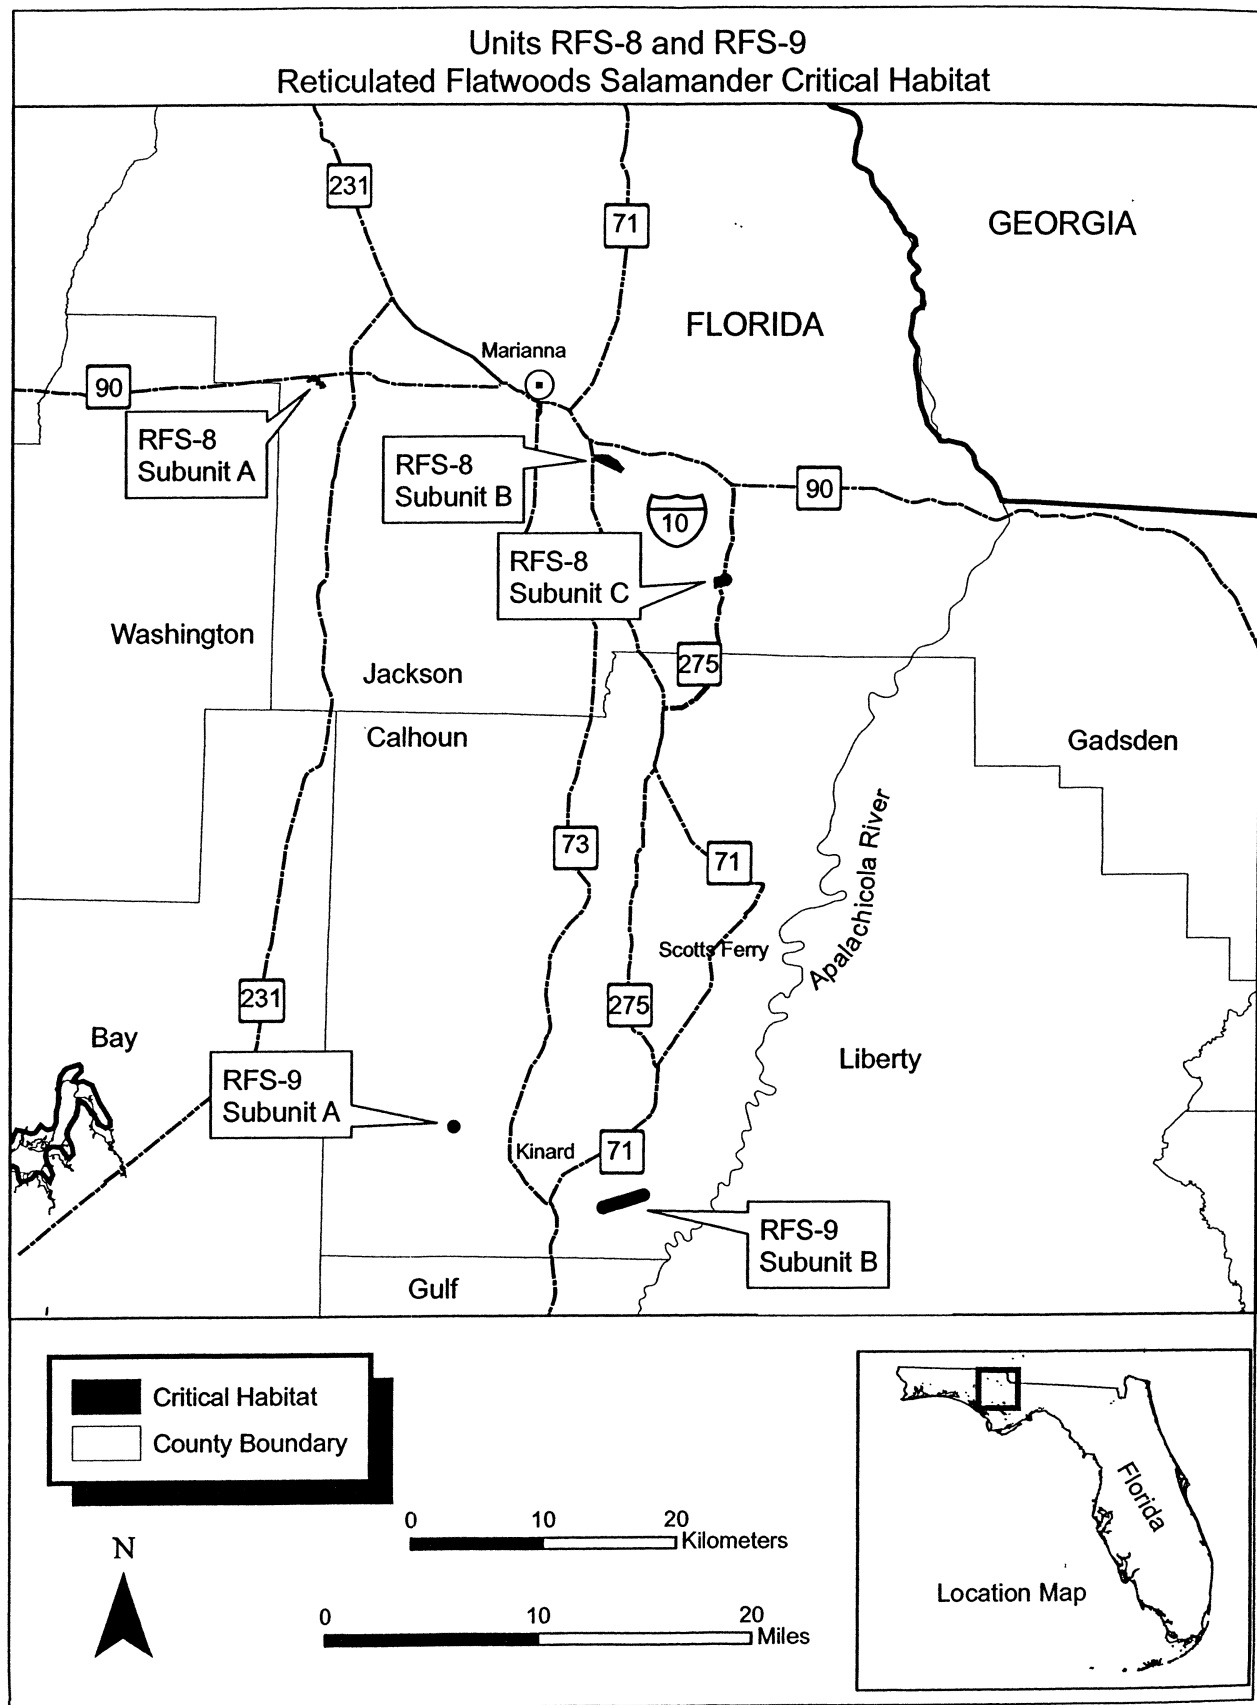 Units RFS-8 and RFS-9
Reticulated Flatwoods Salamander Critical Habitat
231
71
GEORGIA
FLORIDA
Marianna
90
RFS-8
Subunit A
RFS-8
Subunit B
90
10
RFS-8
Subunit C
Washington
275
Jackson
Calhoun
Gadsden
73
71
Apalachicola River
Scotts Ferry
231
275
Bay
Liberty
RFS-9
Subunit A
Kinard
71
RFS-9
Subunit B
Gulf
Critical Habitat
County Boundary
Florida
0 10 20
Kilometers
N
Location Map
0 10 20
Miles